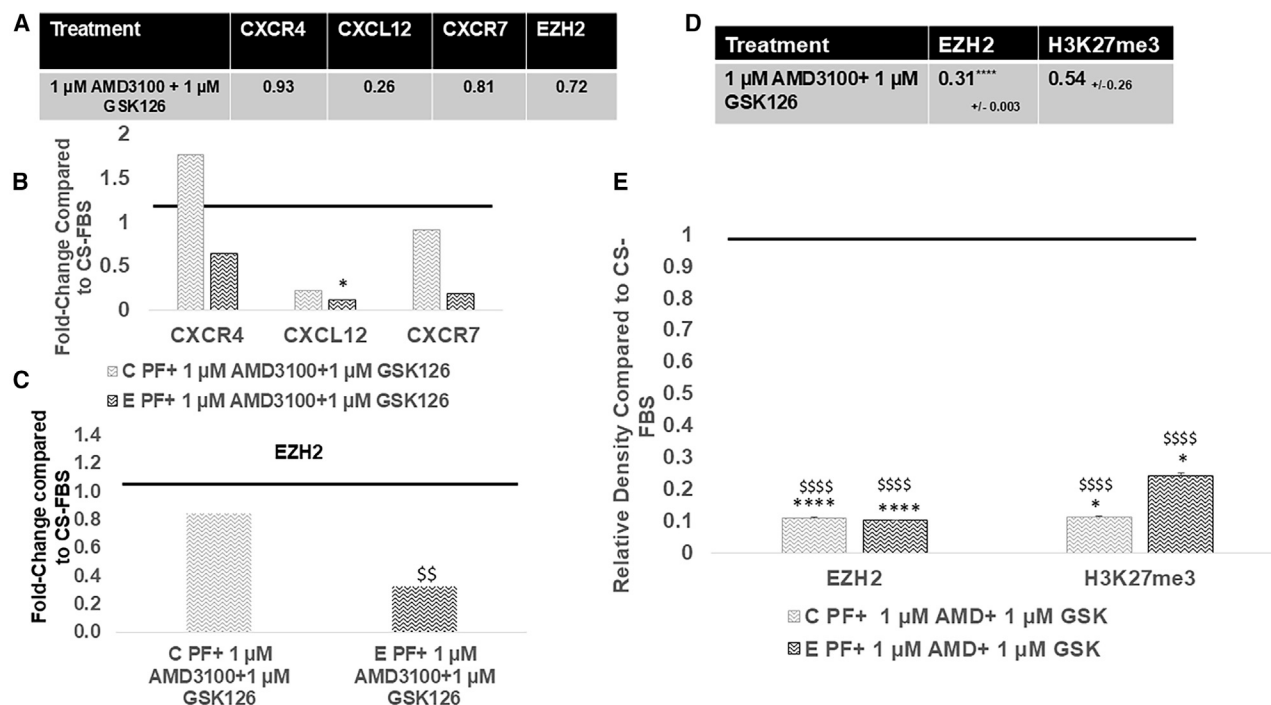 A
Treatment CXCR4 CXCL12 CXCR7 EZH2
1 µM AMD3100 + 1 µM
GSK126
0.93 0.26 0.81 0.72
B
Fold-Change Compared
to CS-FBS
2
1.5
1
0.5
0
*
CXCR4 CXCL12 CXCR7
C PF+ 1 µM AMD3100+1 µM GSK126
E PF+ 1 µM AMD3100+1 µM GSK126
C
Fold-Change compared
to CS-FBS
1.4
1.2
1.0
0.8
0.6
0.4
0.2
0.0
EZH2
$$
C PF+ 1 µM
AMD3100+1 µM
GSK126
E PF+ 1 µM
AMD3100+1 µM
GSK126
D
Treatment EZH2 H3K27me3
1 µM AMD3100+ 1 µM
GSK126
0.31****
+/- 0.003
0.54 +/-0.26
E
Relative Density Compared to CS-
FBS
1
0.9
0.8
0.7
0.6
0.5
0.4
0.3
0.2
0.1
0
$$$$
****
$$$$
****
$$$$
*
$$$$
*
EZH2 H3K27me3
C PF+ 1 µM AMD+ 1 µM GSK
E PF+ 1 µM AMD+ 1 µM GSK